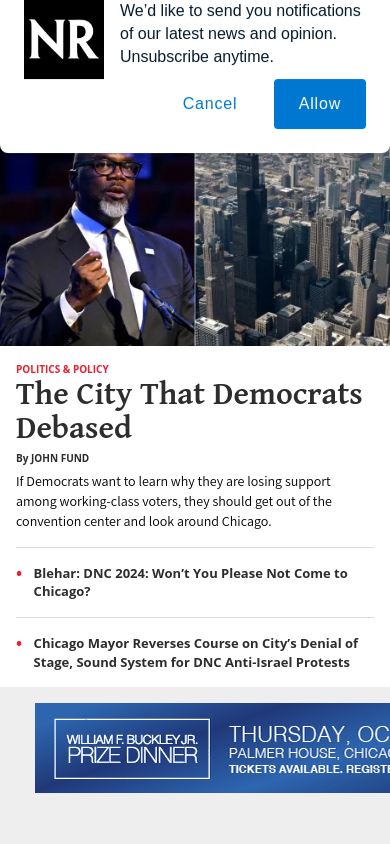 NR
We’d like to send you notifications
of our latest news and opinion.
Unsubscribe anytime.
Cancel
Allow
POLITICS & POLICY
The City That Democrats
Debased
By JOHN FUND
If Democrats want to learn why they are losing support
among working-class voters, they should get out of the
convention center and look around Chicago.
Blehar: DNC 2024: Won’t You Please Not Come to
Chicago?
Chicago Mayor Reverses Course on City’s Denial of
Stage, Sound System for DNC Anti-Israel Protests
WILLIAM F. BUCKLEY JR.
PRIZE DINNER
THURSDAY, OC
PALMER HOUSE, CHICA
TICKETS AVAILABLE. REGISTE